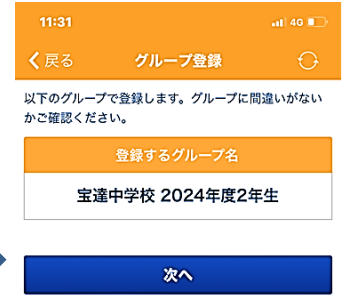 11:31 4G
戻る グループ登録
以下のグループで登録します。グループに間違いがない
かご確認ください。
登録するグループ名
宝達中学校 2024年度2年生
次へ